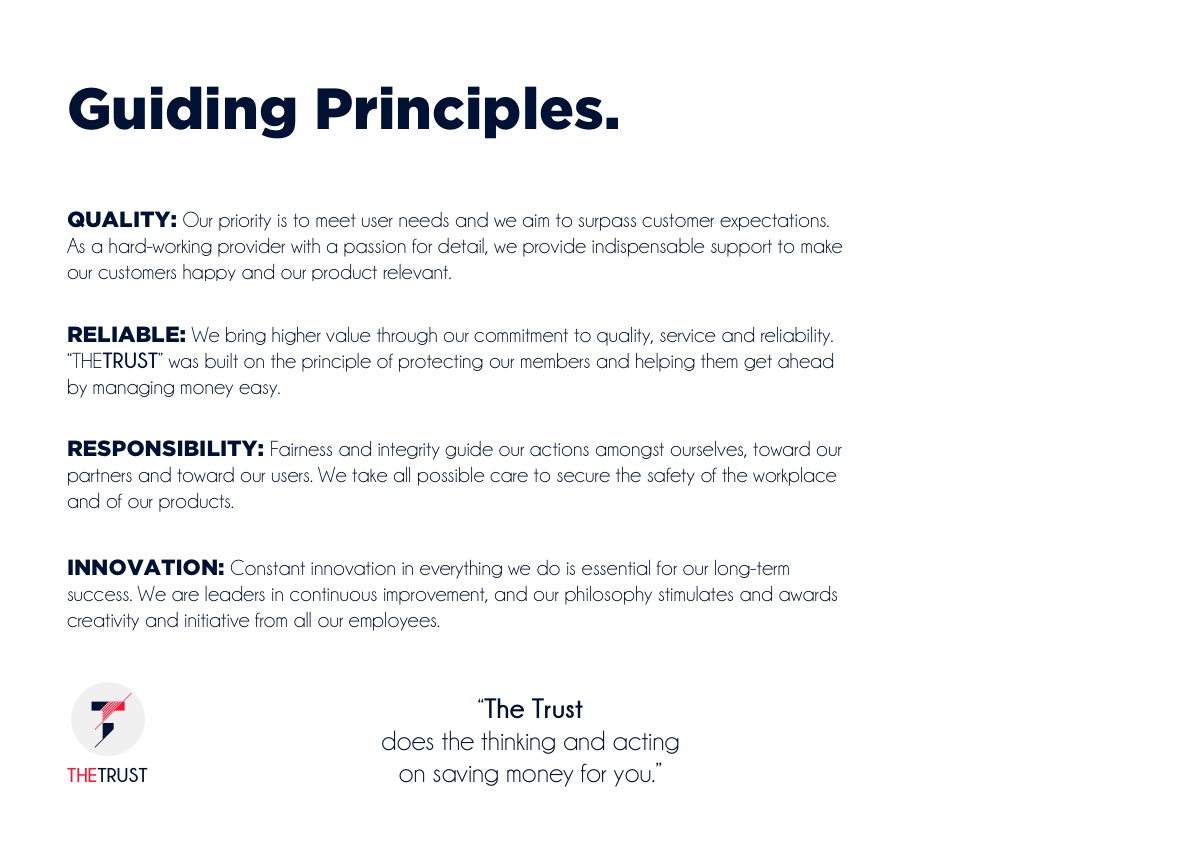 Guiding Principles.
QUALITY: Our priority is to meet user needs and we aim to surpass customer expectations.
As a hard-working provider with a passion for detail, we provide indispensable support to make
our customers happy and our product relevant.
RELIABLE: We bring higher value through our commitment to quality, service and reliability.
“THETRUST” was built on the principle of protecting our members and helping them get ahead
by managing money easy.
RESPONSIBILITY: Fairness and integrity guide our actions amongst ourselves, toward our
partners and toward our users. We take all possible care to secure the safety of the workplace
and of our products.
INNOVATION: Constant innovation in everything we do is essential for our long-term
success. We are leaders in continuous improvement, and our philosophy stimulates and awards
creativity and initiative from all our employees.
THETRUST
“The Trust
does the thinking and acting
on saving money for you.”